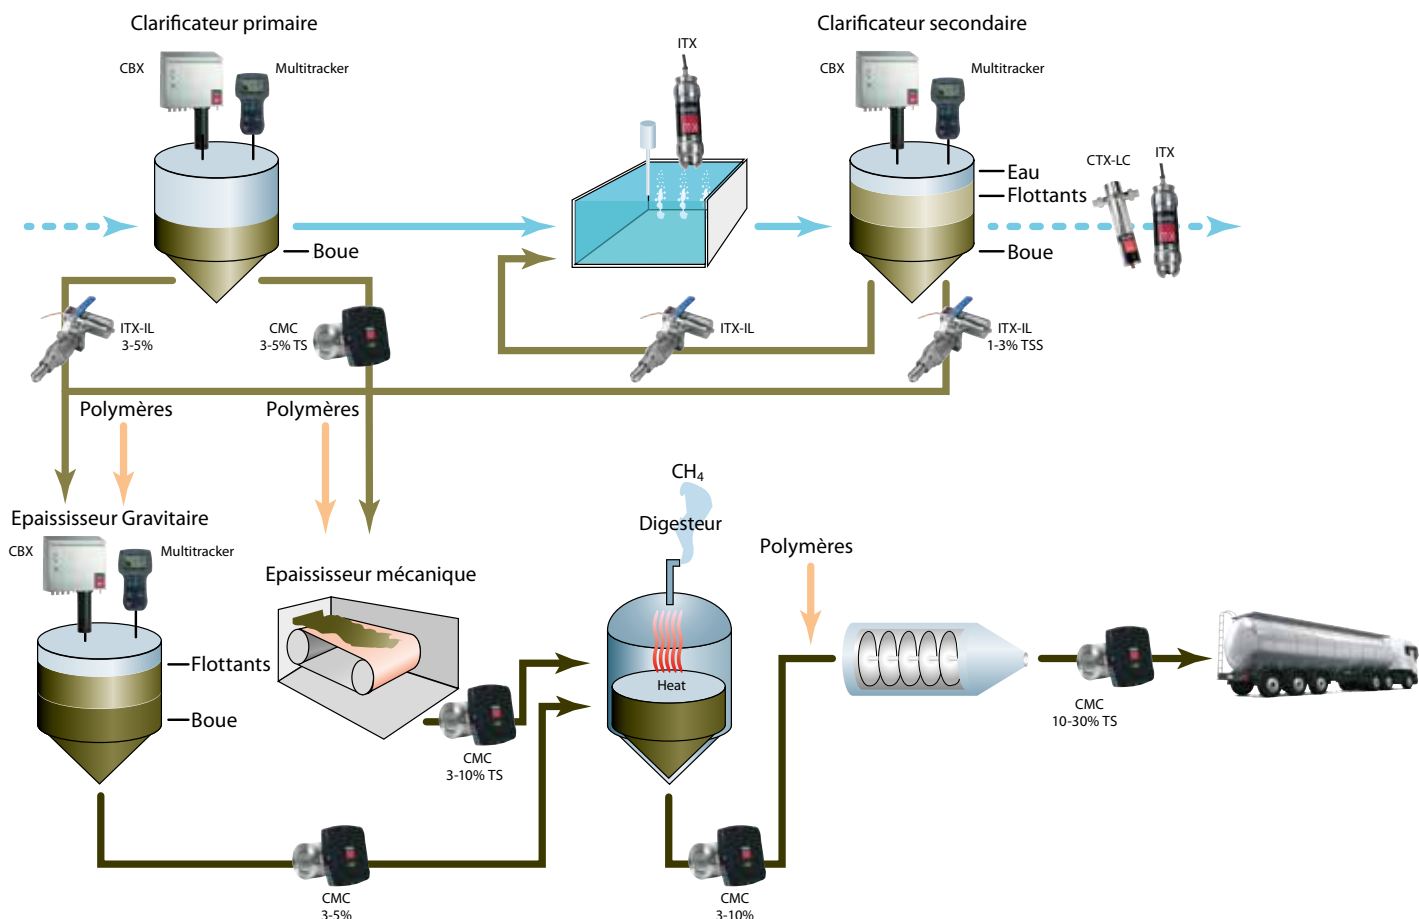 Clarificateur primaire
CBX
Multitracker
ITX
Clarificateur secondaire
CBX
Multitracker
Eau
Flottants
Boue
CTX-LC
ITX
Boue
ITX-IL
3-5%
CMC
3-5% TS
ITX-IL
ITX-IL
1-3% TSS
Polymères
Polymères
Epaississeur Gravitaire
CBX
Multitracker
Flottants
Boue
Epaississeur mécanique
CMC
3-10% TS
CH₄
Digesteur
Heat
Polymères
CMC
10-30% TS
CMC
3-5%
CMC
3-10%